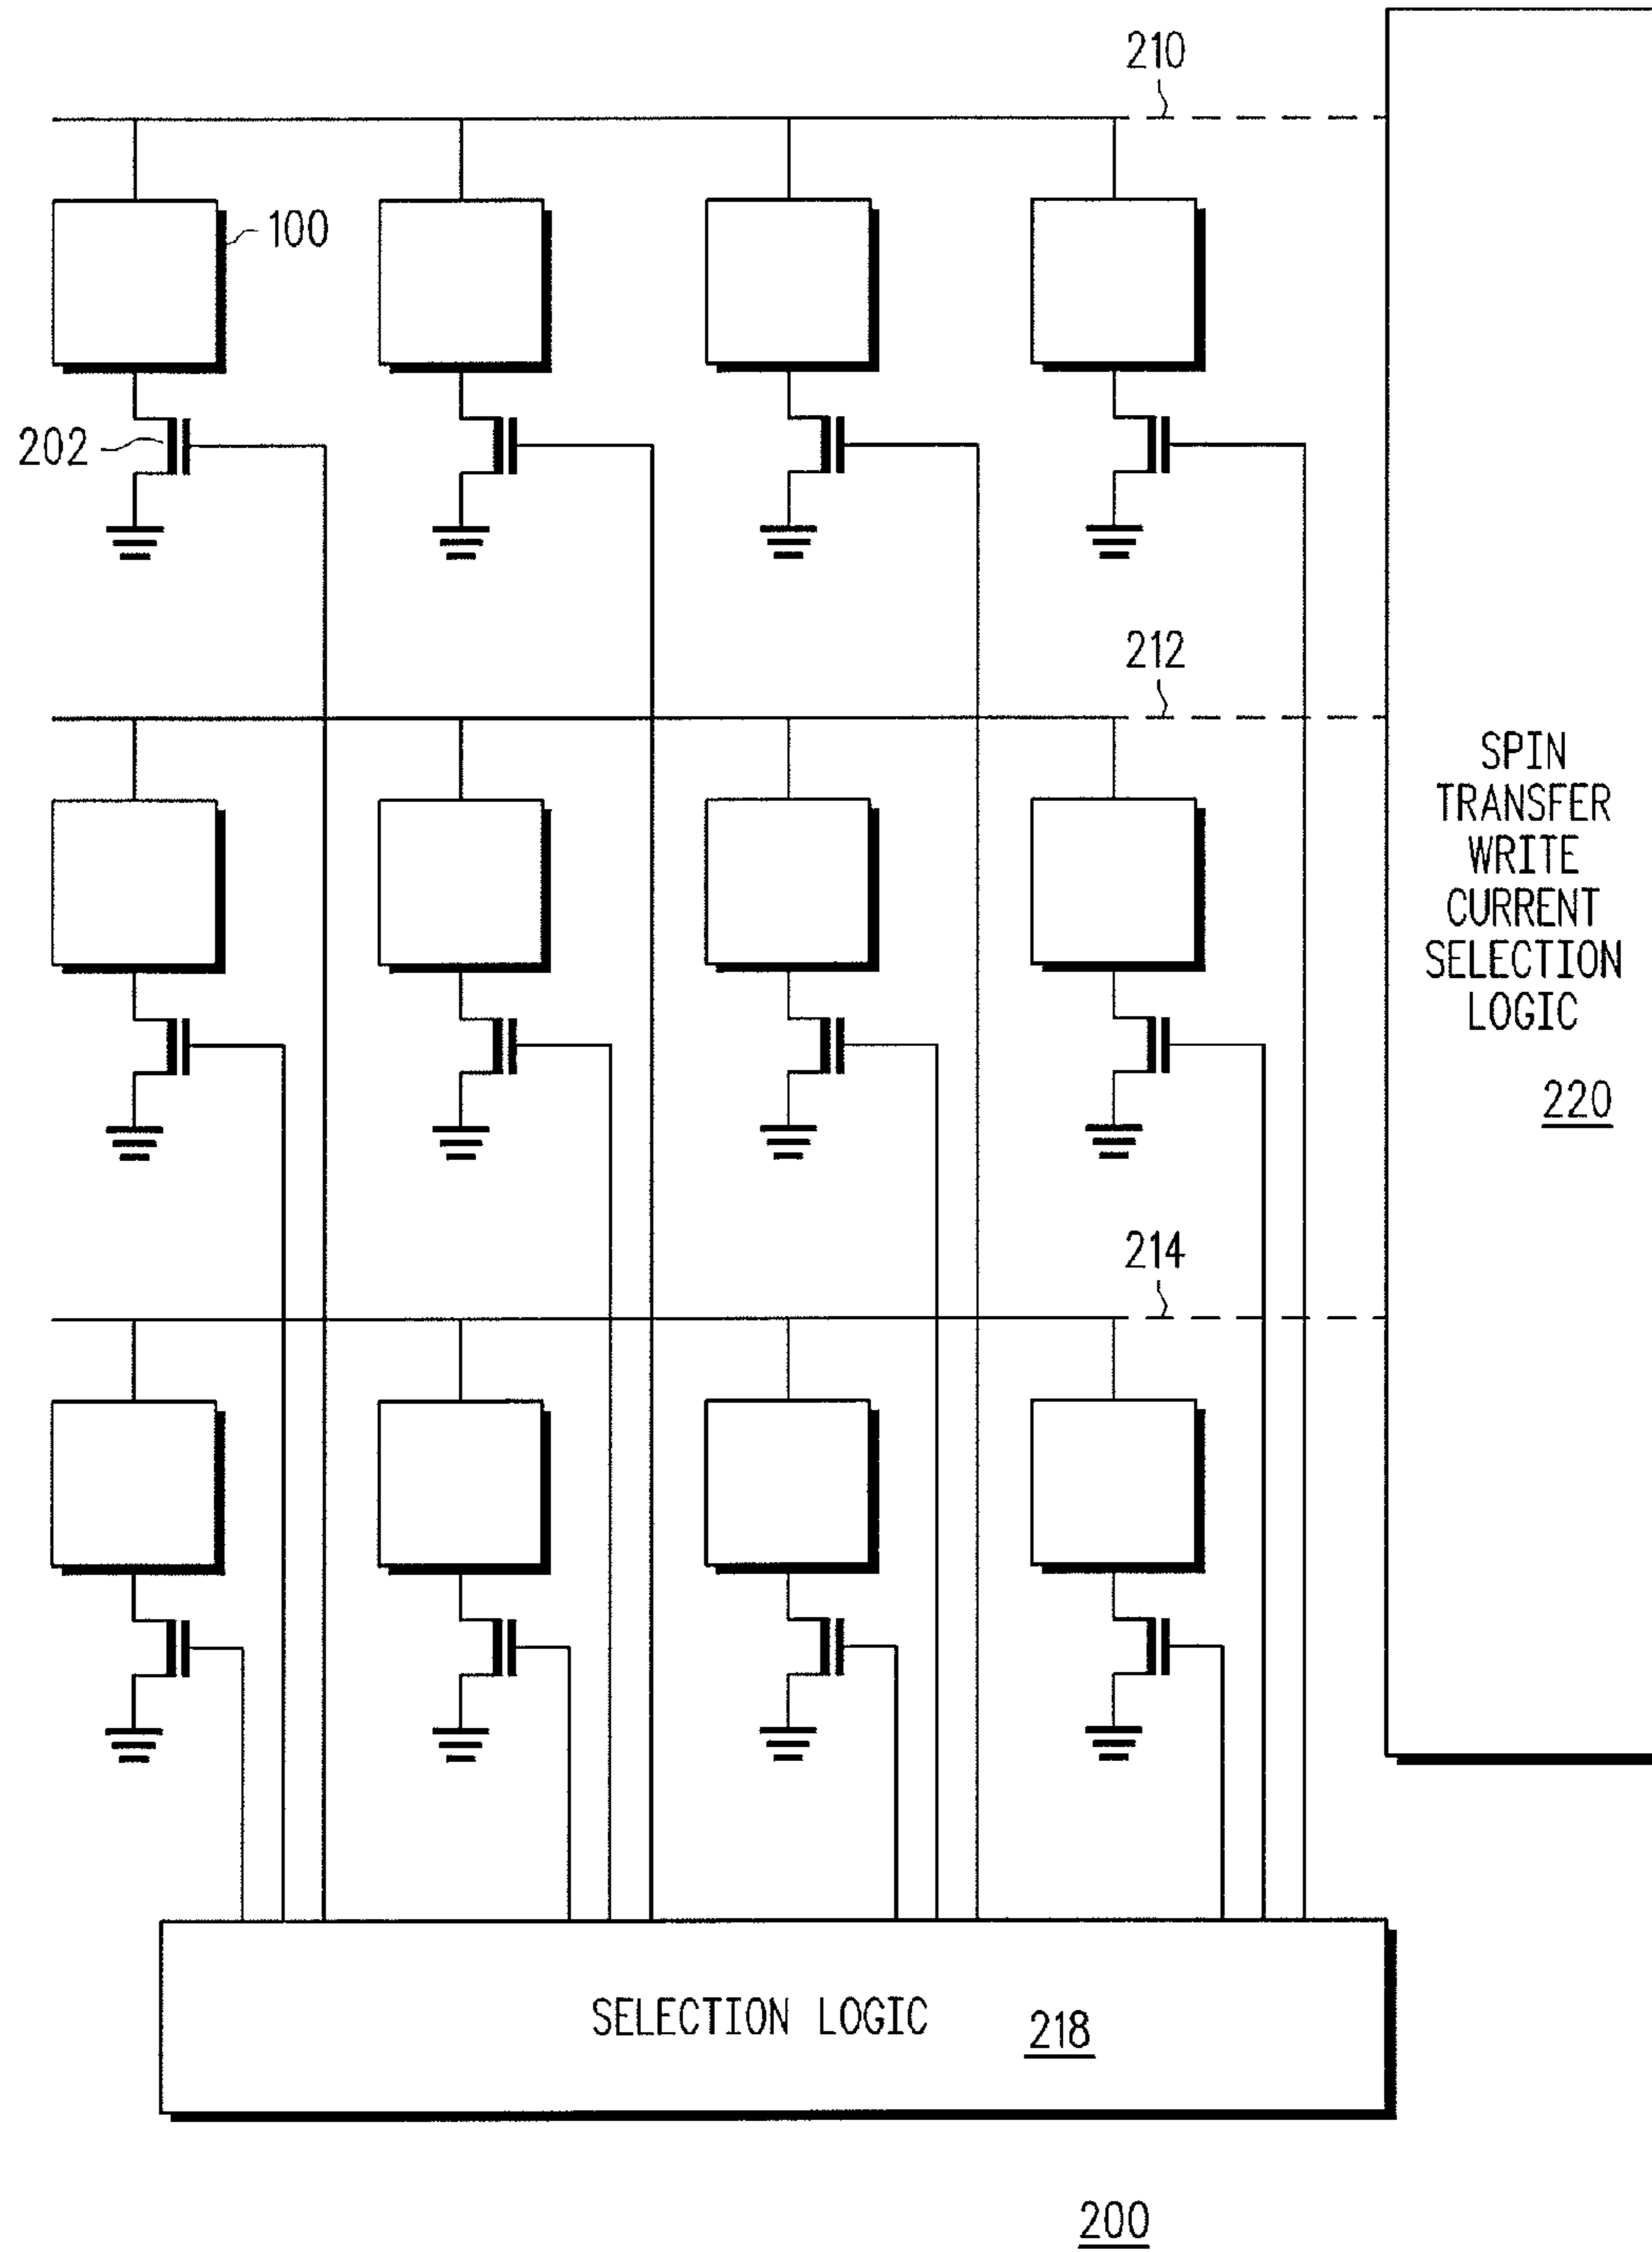 210
100
202
212
SPIN
TRANSFER
WRITE
CURRENT
SELECTION
LOGIC
220
214
SELECTION LOGIC 218
200